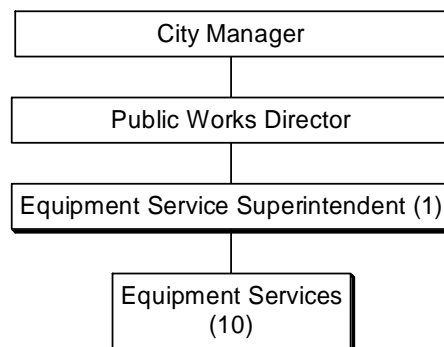 City Manager
Public Works Director
Equipment Service Superintendent (1)
Equipment Services
(10)